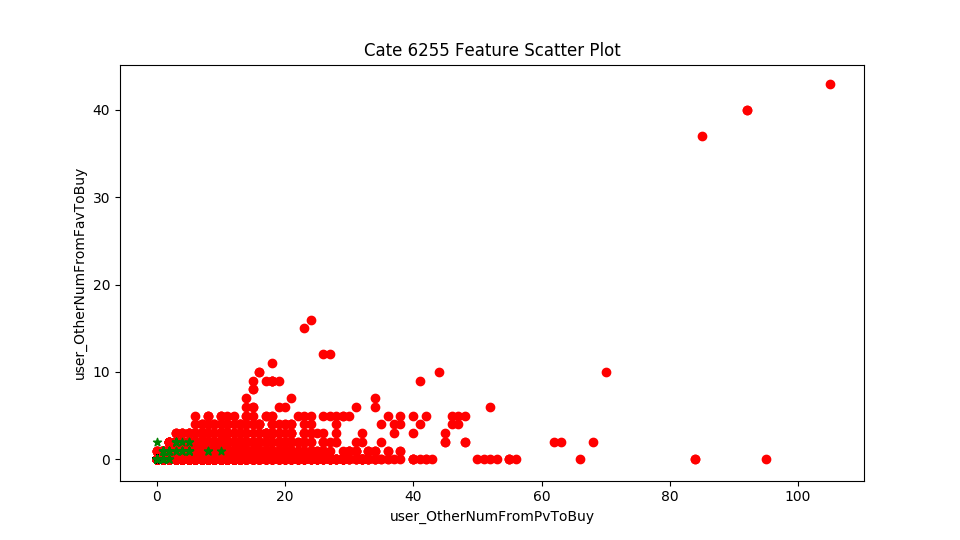 Cate 6255 Feature Scatter Plot
user_OtherNumFromFavToBuy
40
30
20
10
0
0 20 40 60 80 100
user_OtherNumFromPvToBuy